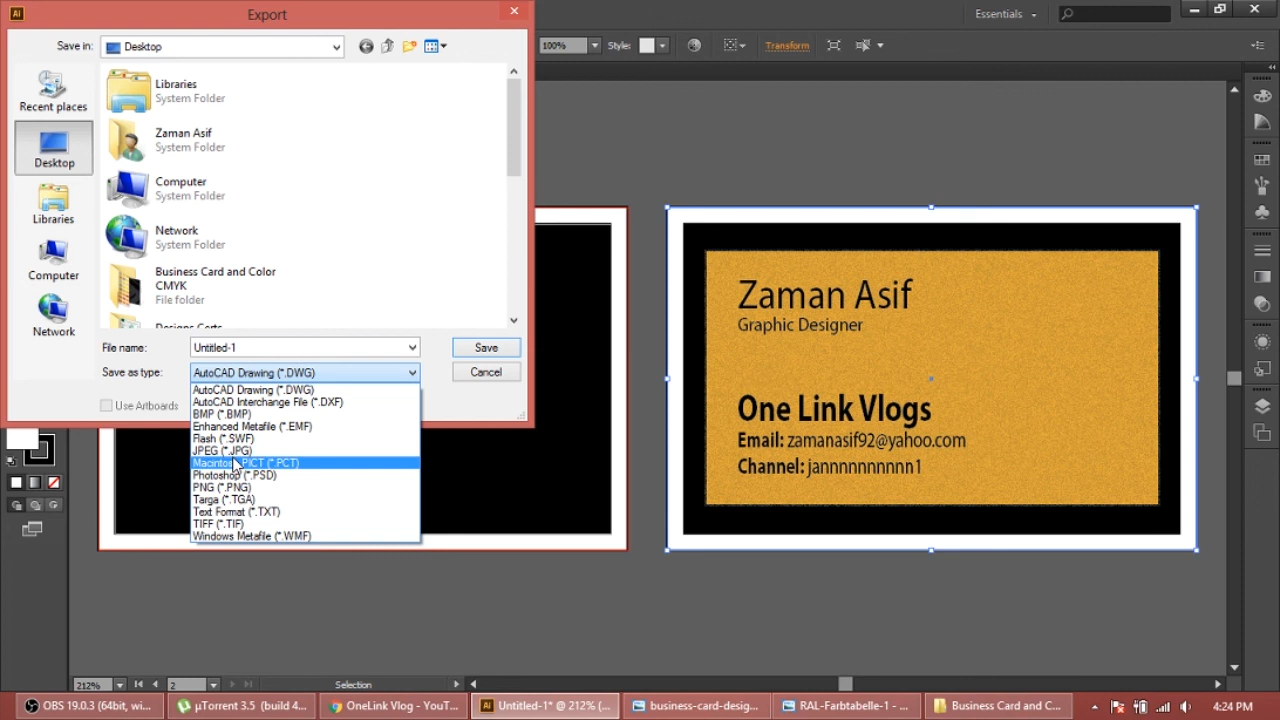 Export
Essentials
Save in:
Desktop
100%
Style:
Transform
Recent places
Desktop
Libraries
Computer
Network
Libraries
System Folder
Zaman Asif
System Folder
Computer
System Folder
Network
System Folder
Business Card and Color
CMYK
File folder
File name:
Untitled-1
Save
Save as type:
AutoCAD Drawing (*.DWG)
Cancel
Use Artboards
AutoCAD Drawing (*.DWG)
AutoCAD Interchange File (*.DXF)
BMP (*.BMP)
Enhanced Metafile (*.EMF)
Flash (*.SWF)
JPEG (*.JPG)
PICT (*.PCT)
Photoshop (*.PSD)
PNG (*.PNG)
Targa (*.TGA)
Text Format (*.TXT)
TIFF (*.TIF)
Windows Metafile (*.WMF)
Zaman Asif
Graphic Designer
One Link Vlogs
Email: zamanasif92@yahoo.com
Channel: jannnnnnnnnn1
212%
2
Selection
OBS 19.0.3 (64bit, wi...
µTorrent 3.5 (build 4...
OneLink Vlog - YouT...
Untitled-1* @ 212% (...
business-card-desig...
RAL-Farbtabelle-1 - ...
Business Card and C...
4:24 PM